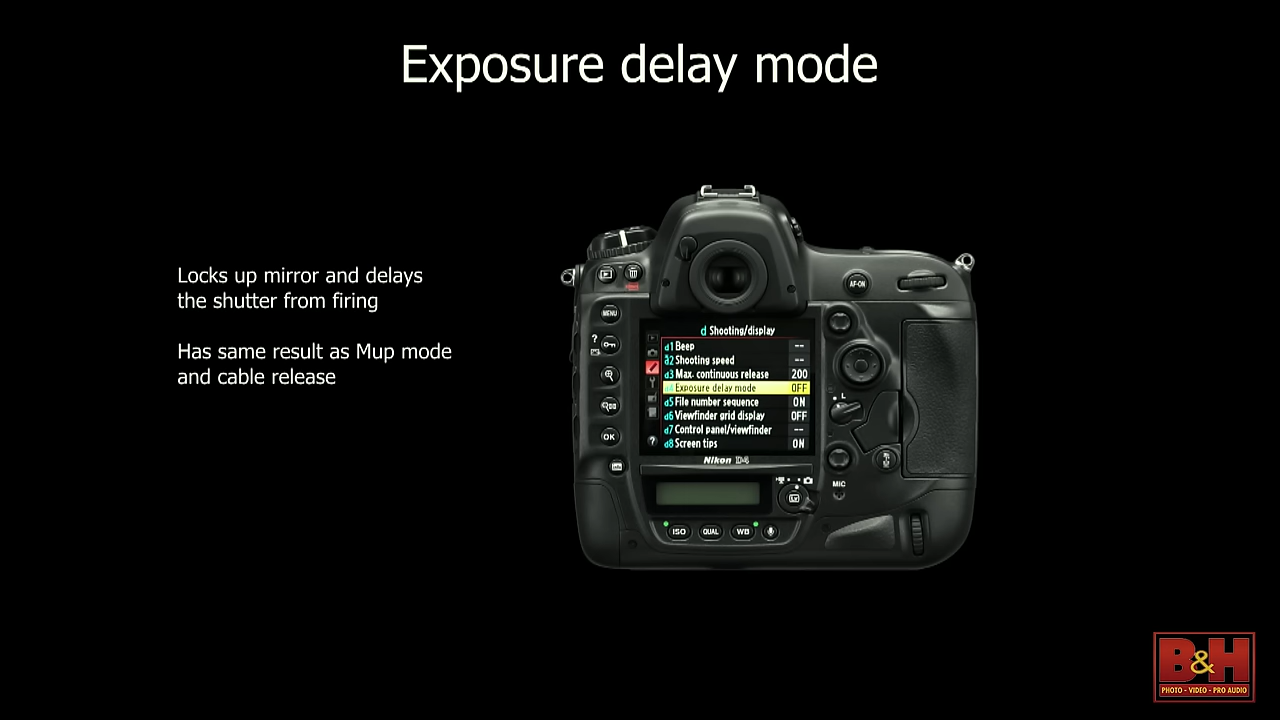 Exposure delay mode
Locks up mirror and delays
the shutter from firing
Has same result as Mup mode
and cable release
AF-ON
MENU
?
OK
d Shooting/display
d1 Beep --
d2 Shooting speed --
d3 Max. continuous release 200
d4 Exposure delay mode OFF
d5 File number sequence ON
d6 Viewfinder grid display OFF
d7 Control panel/viewfinder --
d8 Screen tips ON
?
L
Nikon D4
Lv
MIC
ISO QUAL WB
B&H
PHOTO - VIDEO - PRO AUDIO